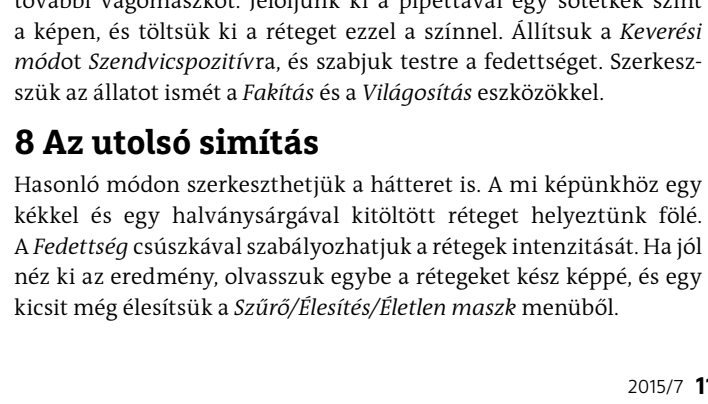 további vágómaszkot. Jelöljünk ki a pipettával egy sötétkék színt
a képen, és töltsük ki a réteget ezzel a színnel. Állítsuk a Keverési
módot Szendvicspozitívra, és szabjuk testre a fedettséget. Szerkesz-
szük az állatot ismét a Fakítás és a Világosítás eszközökkel.
8 Az utolsó simítás
Hasonló módon szerkeszthetjük a hátteret is. A mi képünkhöz egy
kékkel és egy halványsárgával kitöltött réteget helyeztünk fölé.
A Fedettség csúszkával szabályozhatjuk a rétegek intenzitását. Ha jól
néz ki az eredmény, olvasszuk egybe a rétegeket kész képpé, és egy
kicsit még élesítsük a Szűrő/Élesítés/Életlen maszk menüből.
2015/7